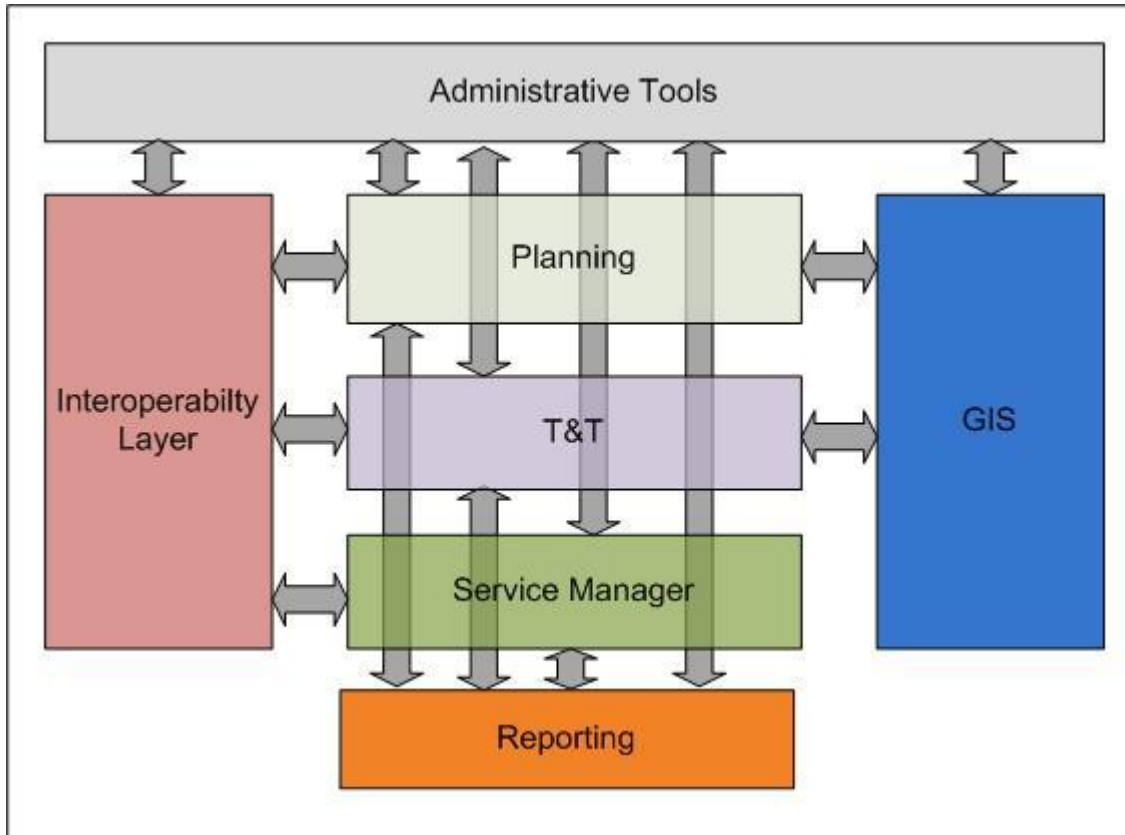 Administrative Tools
Planning
Interoperabilty
Layer
T&T
GIS
Service Manager
Reporting